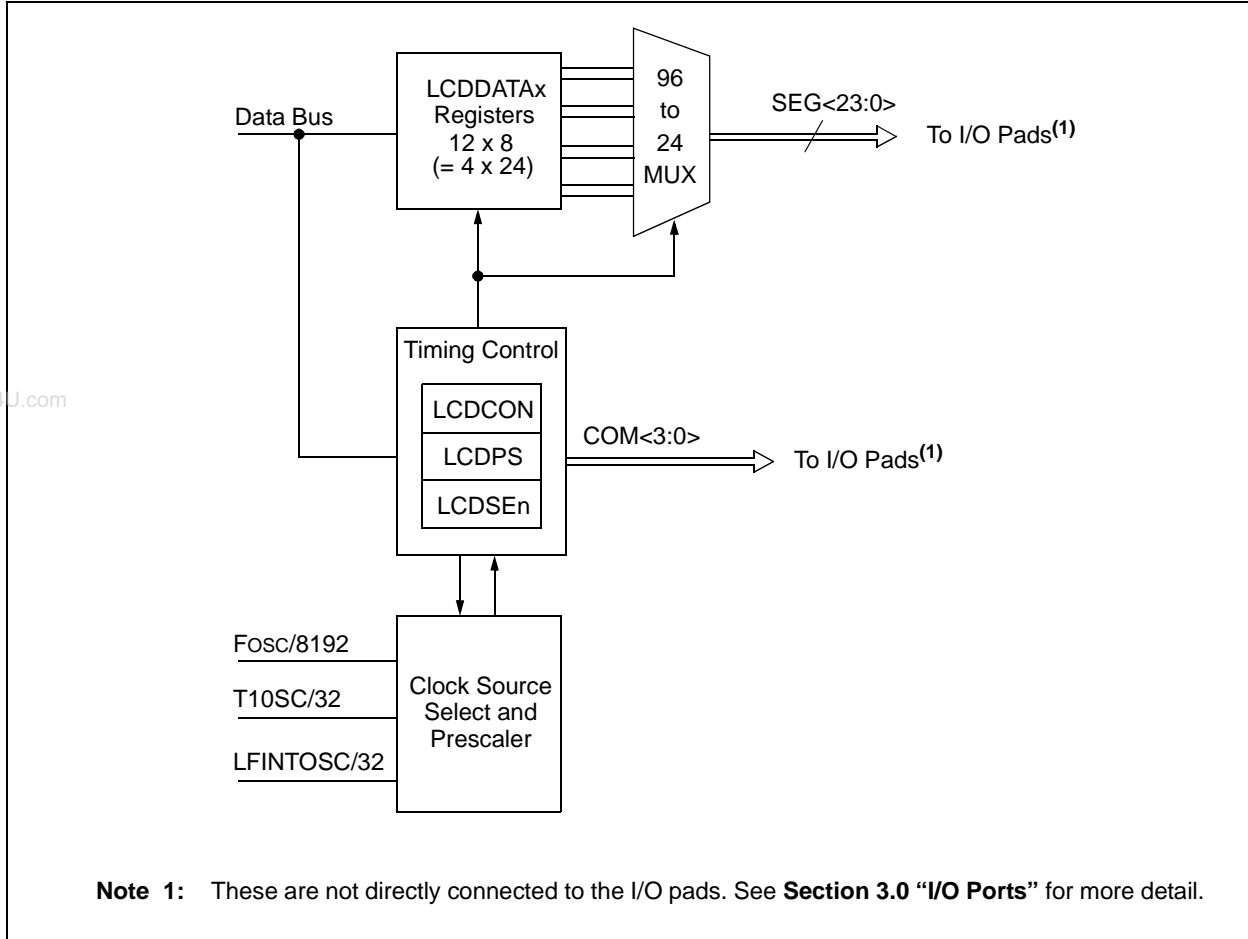 LCDDATAx
Registers
12 x 8
(= 4 x 24)
96
to
24
MUX
Data Bus
SEG<23:0>
To I/O Pads(1)
Timing Control
LCDCON
LCDPS
LCDSEn
COM<3:0>
To I/O Pads(1)
4U.com
FOSC/8192
T10SC/32
LFINTOSC/32
Clock Source
Select and
Prescaler
Note 1: These are not directly connected to the I/O pads. See Section 3.0 “I/O Ports” for more detail.